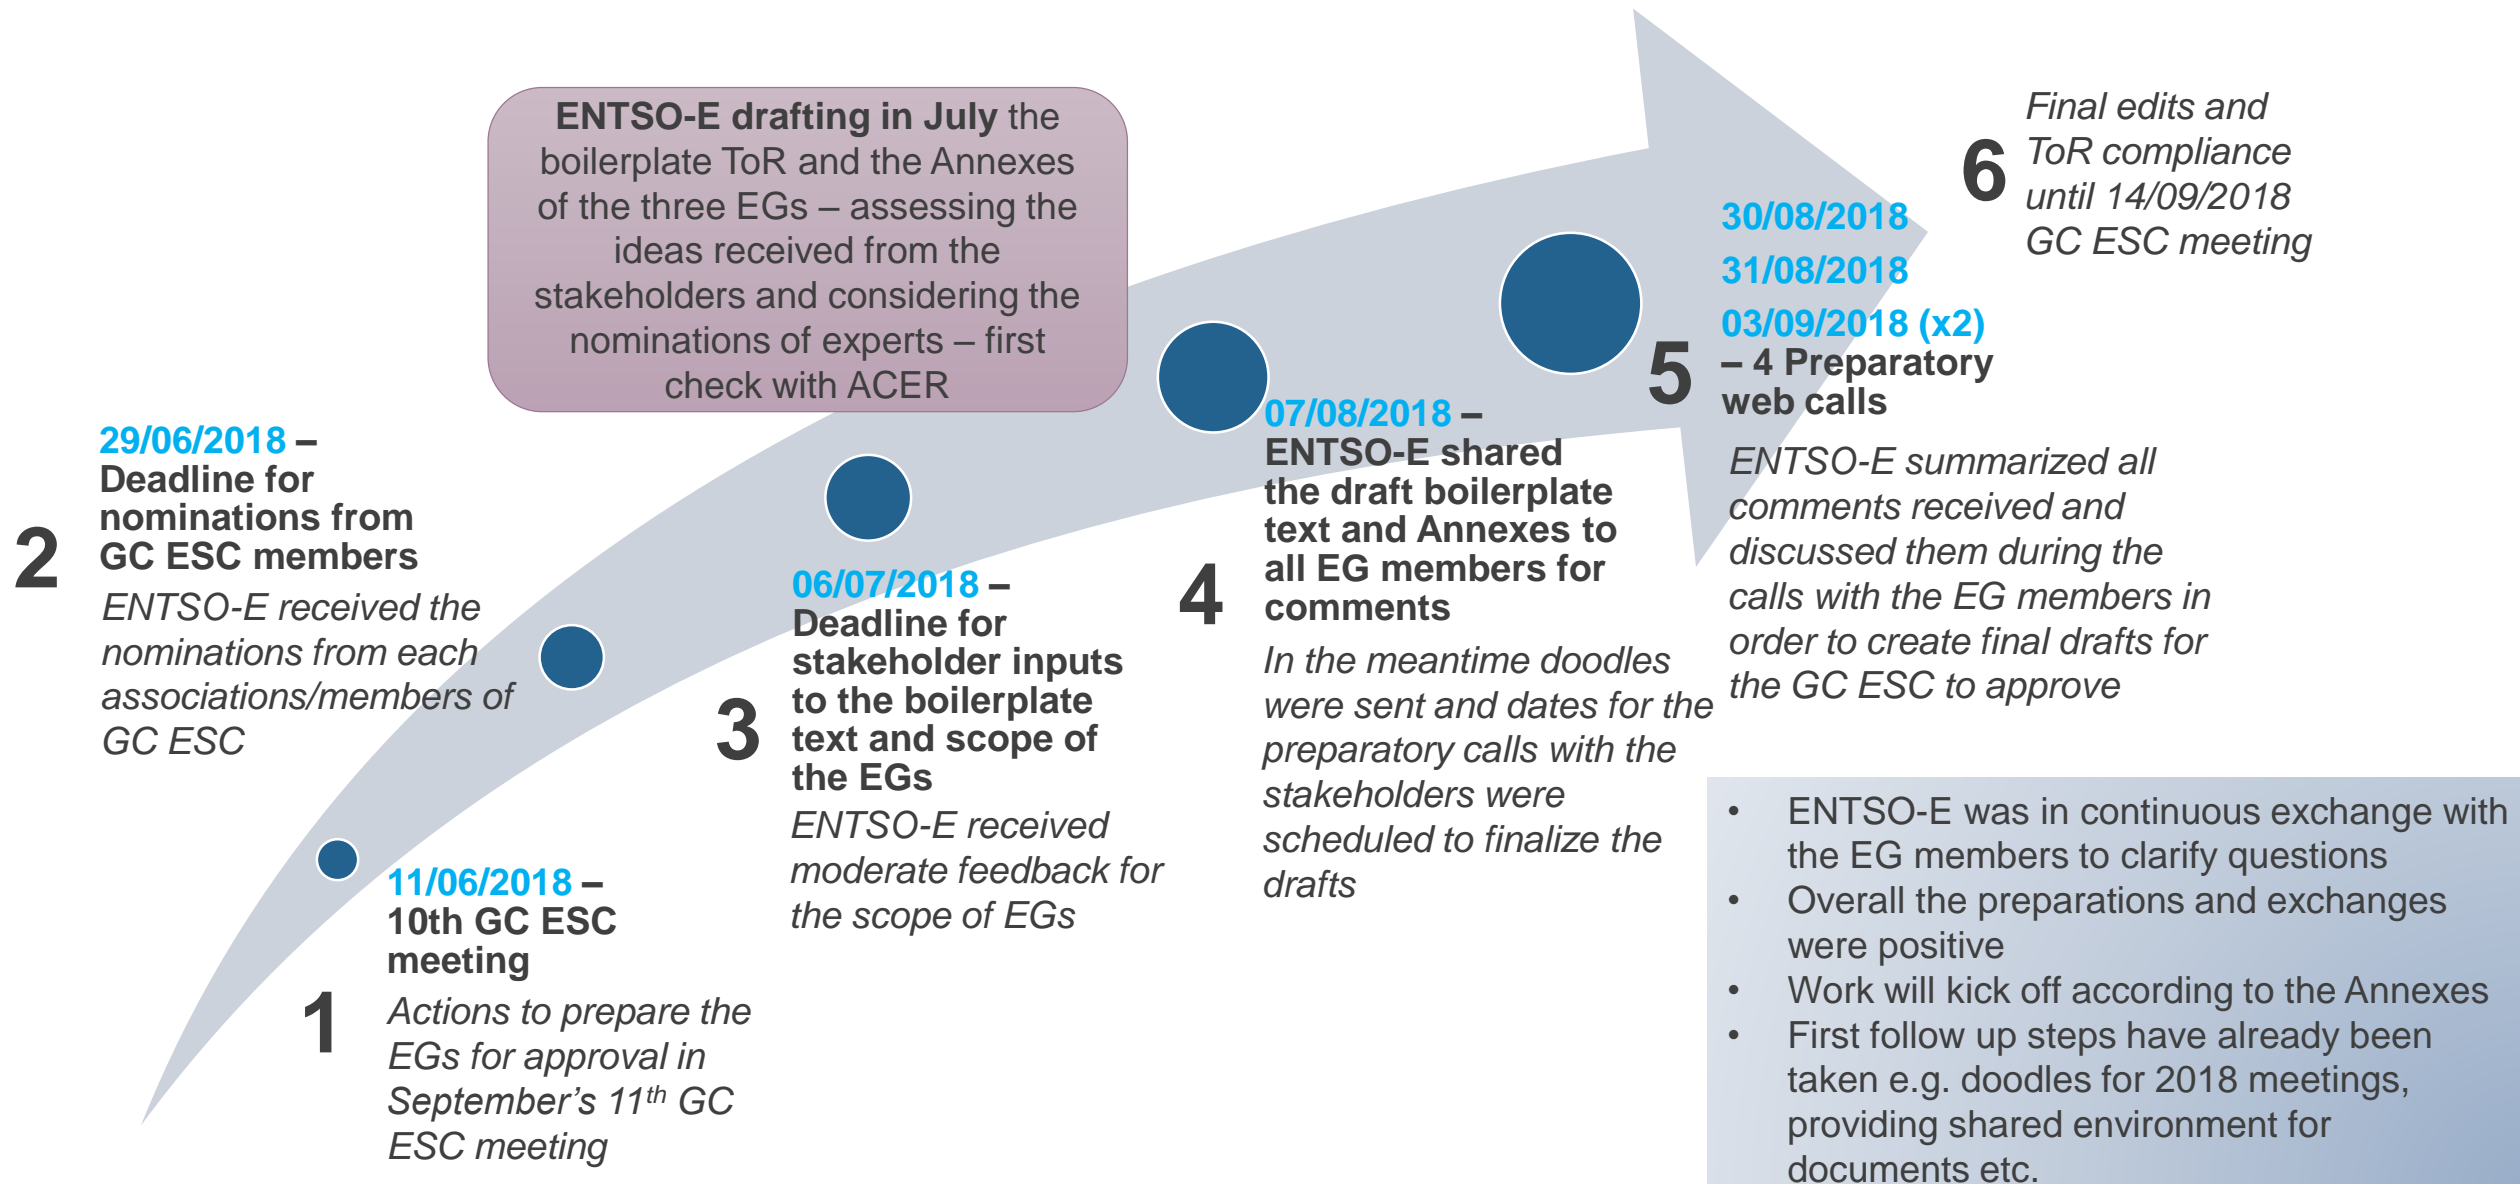 ENTSO-E drafting in July the
boilerplate ToR and the Annexes
of the three EGs – assessing the
ideas received from the
stakeholders and considering the
nominations of experts – first
check with ACER
1
11/06/2018 –
10th GC ESC
meeting
Actions to prepare the
EGs for approval in
September’s 11th GC
ESC meeting
2
29/06/2018 –
Deadline for
nominations from
GC ESC members
ENTSO-E received the
nominations from each
associations/members of
GC ESC
3
06/07/2018 –
Deadline for
stakeholder inputs
to the boilerplate
text and scope of
the EGs
ENTSO-E received
moderate feedback for
the scope of EGs
4
07/08/2018 –
ENTSO-E shared
the draft boilerplate
text and Annexes to
all EG members for
comments
In the meantime doodles
were sent and dates for the
preparatory calls with the
stakeholders were
scheduled to finalize the
drafts
5
30/08/2018
31/08/2018
03/09/2018 (x2)
– 4 Preparatory
web calls
ENTSO-E summarized all
comments received and
discussed them during the
calls with the EG members in
order to create final drafts for
the GC ESC to approve
6
Final edits and
ToR compliance
until 14/09/2018
GC ESC meeting
• ENTSO-E was in continuous exchange with
the EG members to clarify questions
• Overall the preparations and exchanges
were positive
• Work will kick off according to the Annexes
• First follow up steps have already been
taken e.g. doodles for 2018 meetings,
providing shared environment for
documents etc.